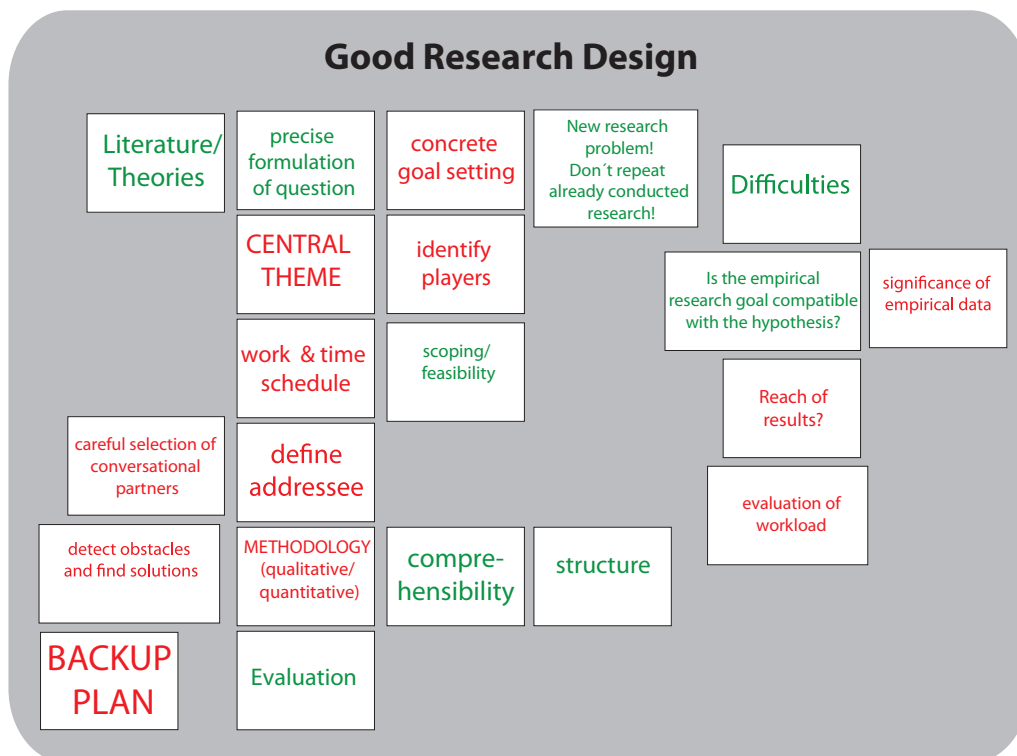 Good Research Design
Literature/
Theories
precise
formulation
of question
concrete
goal setting
New research
problem!
Don´t repeat
already conducted
research!
Difficulties
CENTRAL
THEME
identify
players
Is the empirical
research goal compatible
with the hypothesis?
significance of
empirical data
work & time
schedule
scoping/
feasibility
Reach of
results?
careful selection of
conversational
partners
define
addressee
evaluation of
workload
detect obstacles
and find solutions
METHODOLOGY
(qualitative/
quantitative)
compre-
hensibility
structure
BACKUP
PLAN
Evaluation